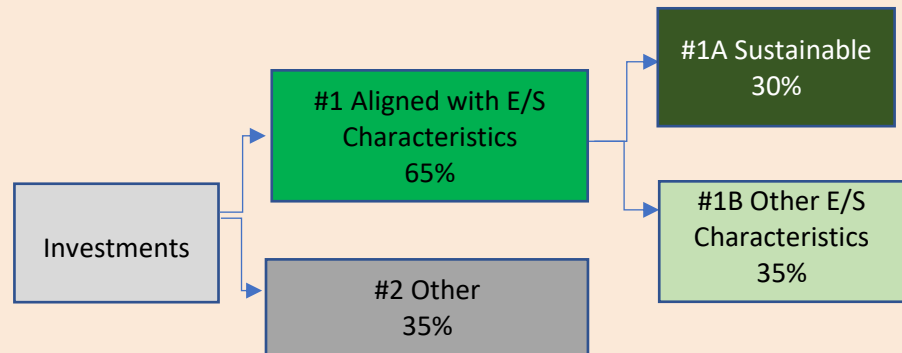 Investments
#1 Aligned with E/S
Characteristics
65%
#2 Other
35%
#1A Sustainable
30%
#1B Other E/S
Characteristics
35%